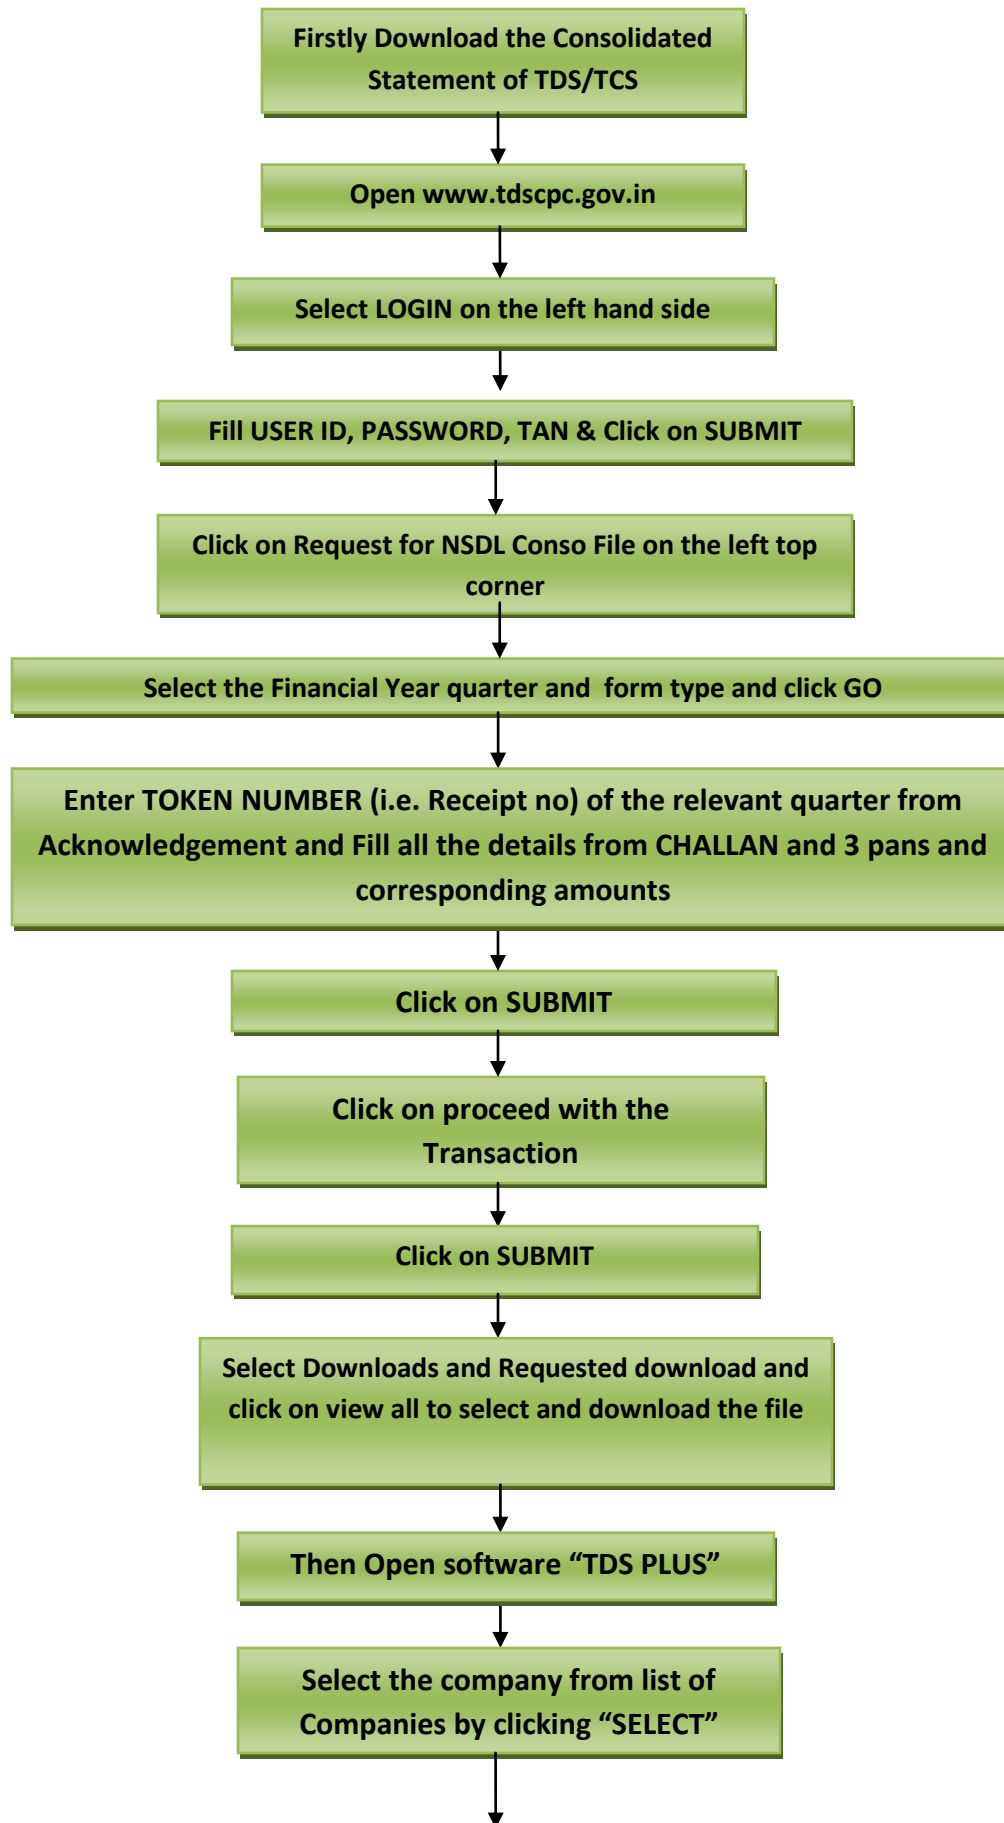 Firstly Download the Consolidated
Statement of TDS/TCS
Open www.tdscpc.gov.in
Select LOGIN on the left hand side
Fill USER ID, PASSWORD, TAN & Click on SUBMIT
Click on Request for NSDL Conso File on the left top
corner
Select the Financial Year quarter and form type and click GO
Enter TOKEN NUMBER (i.e. Receipt no) of the relevant quarter from
Acknowledgement and Fill all the details from CHALLAN and 3 pans and
corresponding amounts
Click on SUBMIT
Click on proceed with the
Transaction
Click on SUBMIT
Select Downloads and Requested download and
click on view all to select and download the file
Then Open software “TDS PLUS”
Select the company from list of
Companies by clicking “SELECT”